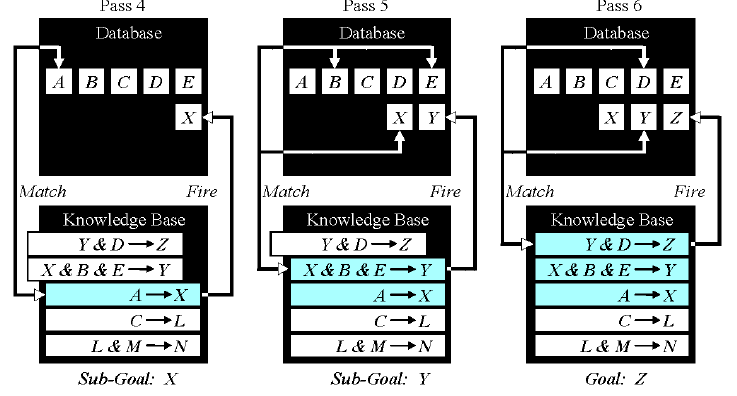 Pass 4
Database
A B C D E
X
Match Fire
Knowledge Base
Y & D → Z
X & B & E → Y
A → X
C → L
L & M → N
Sub-Goal: X
Pass 5
Database
A B C D E
X Y
Match Fire
Knowledge Base
Y & D → Z
X & B & E → Y
A → X
C → L
L & M → N
Sub-Goal: Y
Pass 6
Database
A B C D E
X Y Z
Match Fire
Knowledge Base
Y & D → Z
X & B & E → Y
A → X
C → L
L & M → N
Goal: Z